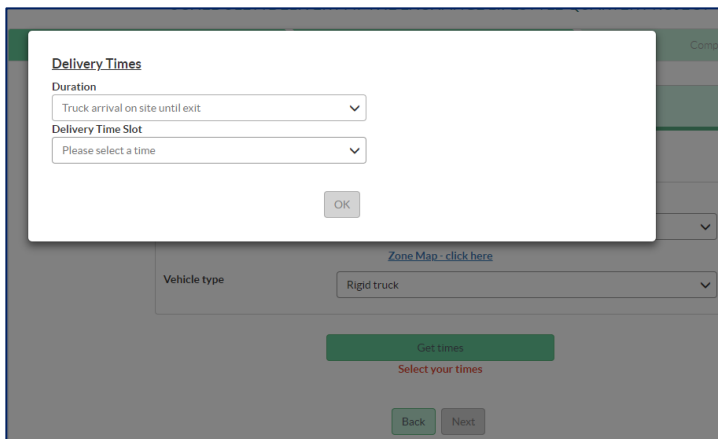 Comp
Delivery Times
Duration
Truck arrival on site until exit
Delivery Time Slot
Please select a time
OK
Zone Map - click here
Vehicle type
Rigid truck
Get times
Select your times
Back
Next